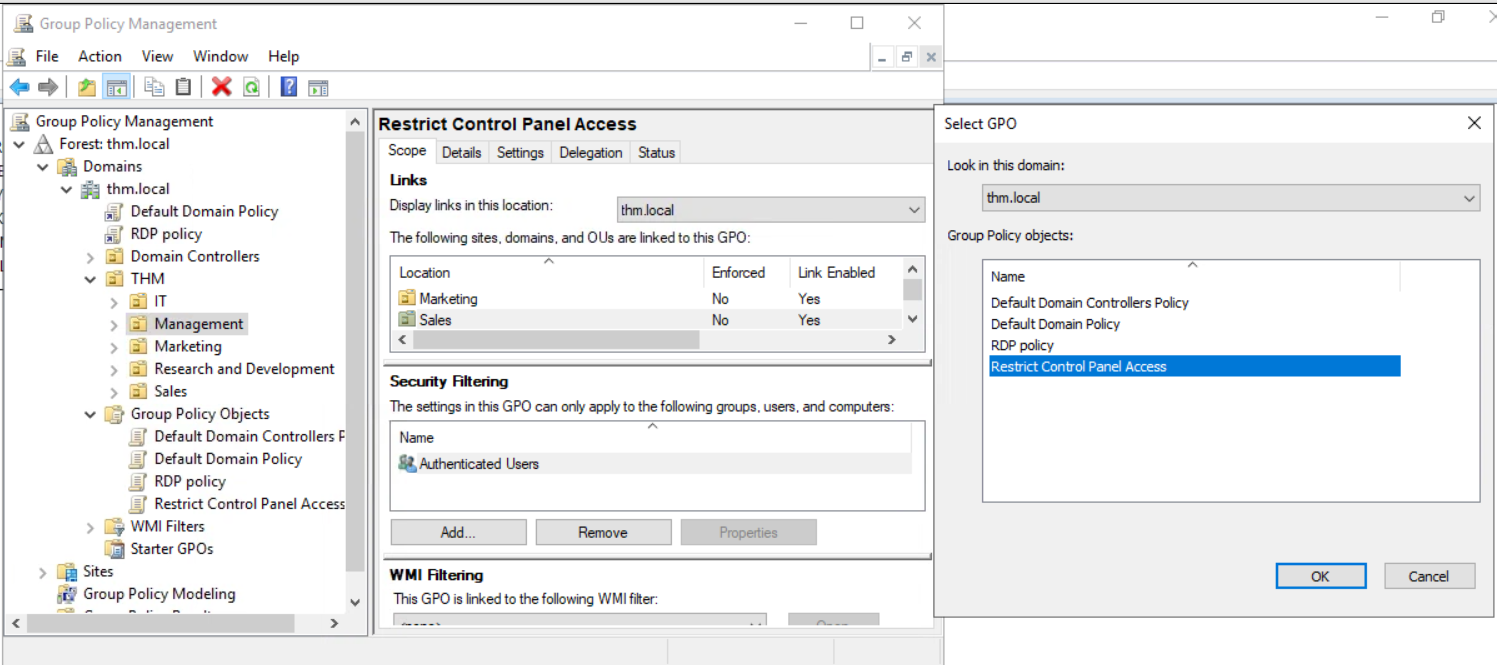 Group Policy Management
File Action View Window Help
Group Policy Management
Forest: thm.local
Domains
thm.local
Default Domain Policy
RDP policy
Domain Controllers
THM
IT
Management
Marketing
Research and Development
Sales
Group Policy Objects
Default Domain Controllers P
Default Domain Policy
RDP policy
Restrict Control Panel Access
WMI Filters
Starter GPOs
Sites
Group Policy Modeling
Restrict Control Panel Access
Scope Details Settings Delegation Status
Links
Display links in this location: thm.local
The following sites, domains, and OUs are linked to this GPO:
Location Enforced Link Enabled
Marketing No Yes
Sales No Yes
Security Filtering
The settings in this GPO can only apply to the following groups, users, and computers:
Name
Authenticated Users
Add... Remove Properties
WMI Filtering
This GPO is linked to the following WMI filter:
Select GPO
Look in this domain:
thm.local
Group Policy objects:
Name
Default Domain Controllers Policy
Default Domain Policy
RDP policy
Restrict Control Panel Access
OK Cancel